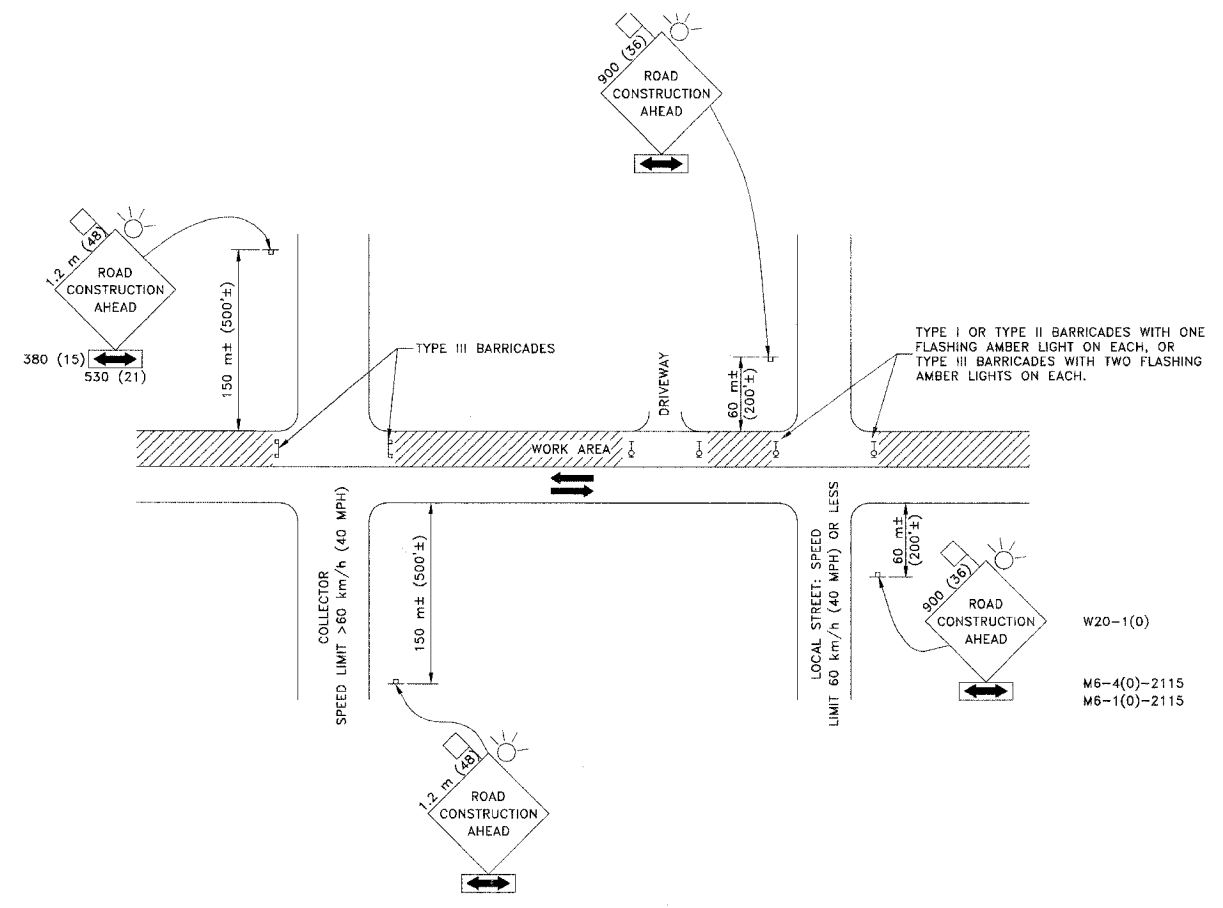 900 (36)
ROAD
CONSTRUCTION
AHEAD
1.2 m (48)
ROAD
CONSTRUCTION
AHEAD
380 (15)
530 (21)
150 m± (500'±)
TYPE III BARRICADES
DRIVEWAY
60 m±
(200'±)
TYPE I OR TYPE II BARRICADES WITH ONE
FLASHING AMBER LIGHT ON EACH, OR
TYPE III BARRICADES WITH TWO FLASHING
AMBER LIGHTS ON EACH.
WORK AREA
COLLECTOR
SPEED LIMIT >60 km/h (40 MPH)
150 m± (500'±)
LOCAL STREET: SPEED
LIMIT 60 km/h (40 MPH) OR LESS
60 m±
(200'±)
900 (36)
ROAD
CONSTRUCTION
AHEAD
W20-1(0)
M6-4(0)-2115
M6-1(0)-2115
1.2 m (48)
ROAD
CONSTRUCTION
AHEAD